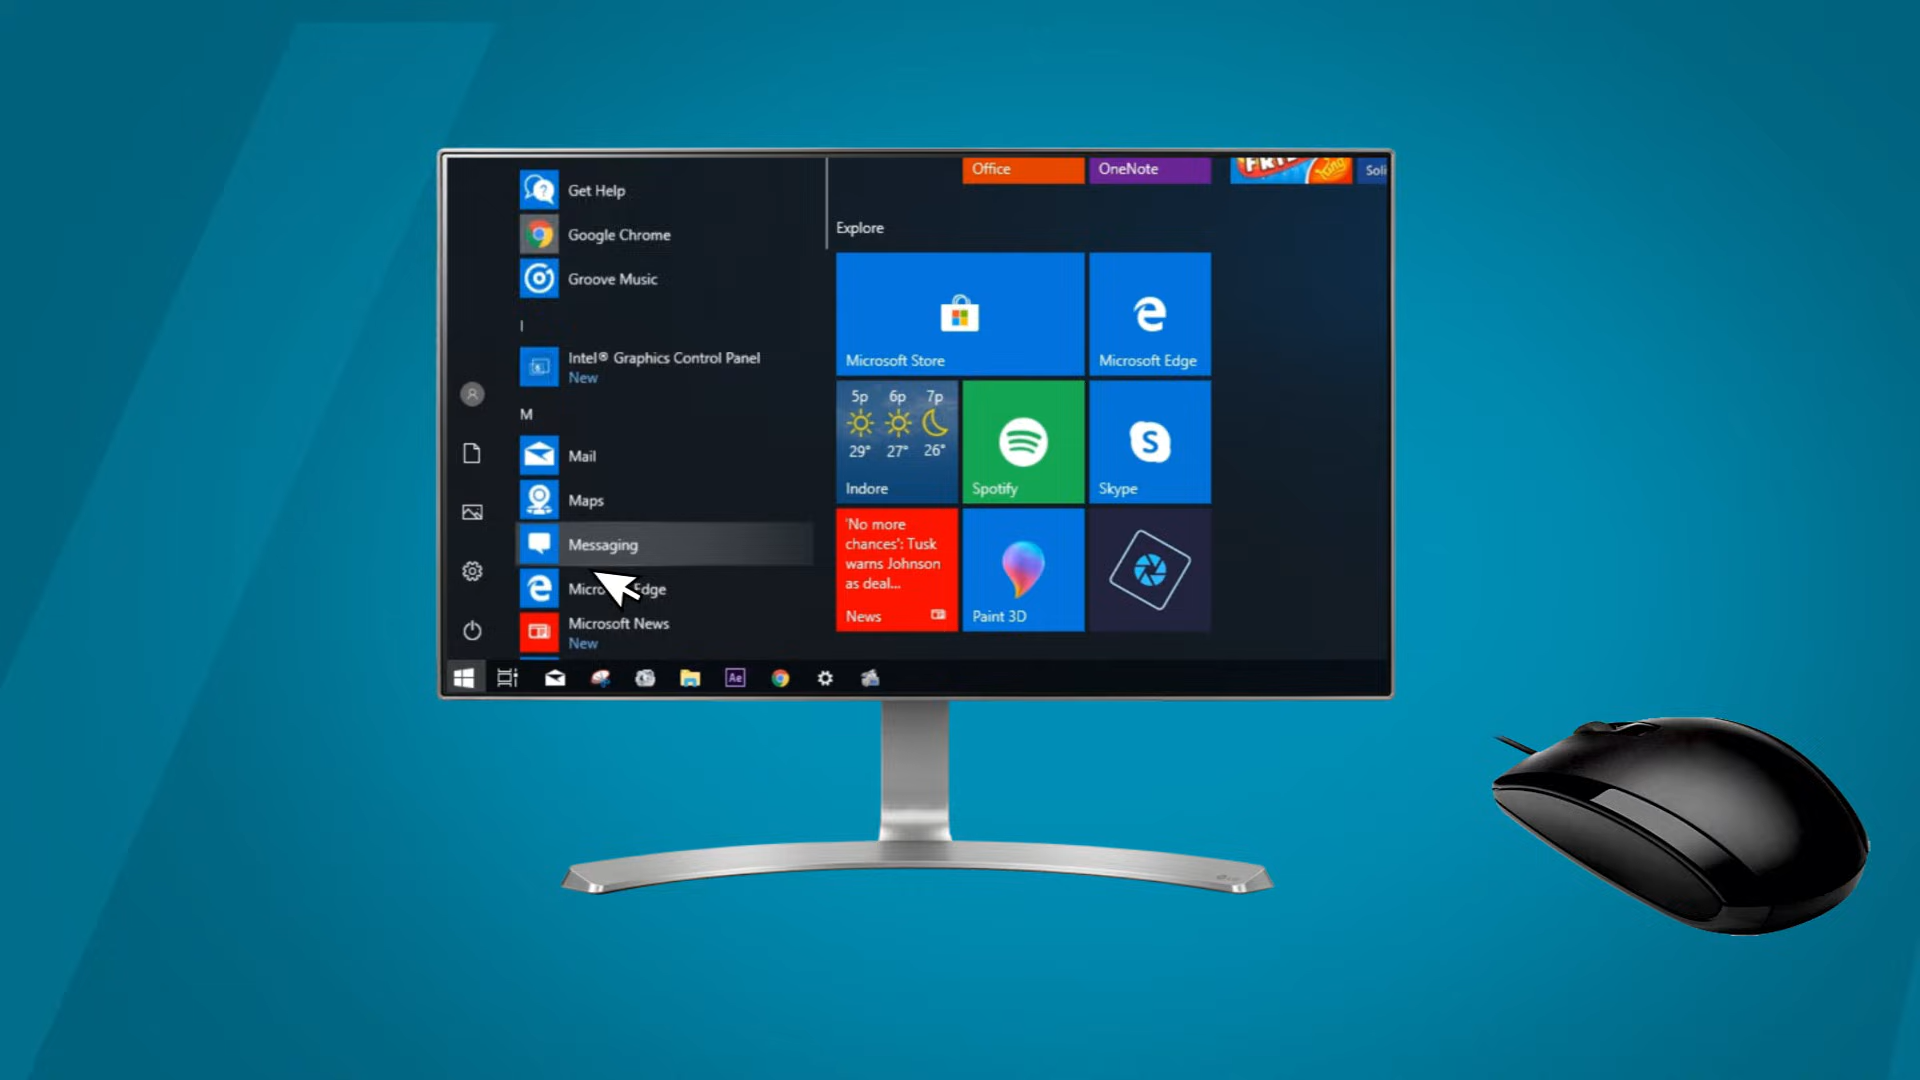 Get Help
Google Chrome
Groove Music
I
Intel® Graphics Control Panel
New
M
Mail
Maps
Messaging
Edge
Microsoft News
New
Office
OneNote
Explore
Microsoft Store
Microsoft Edge
5p 6p 7p
29° 27° 26°
Indore
Spotify
S
Skype
'No more
chances': Tusk
warns Johnson
as deal...
News
Paint 3D
Soli
Ae